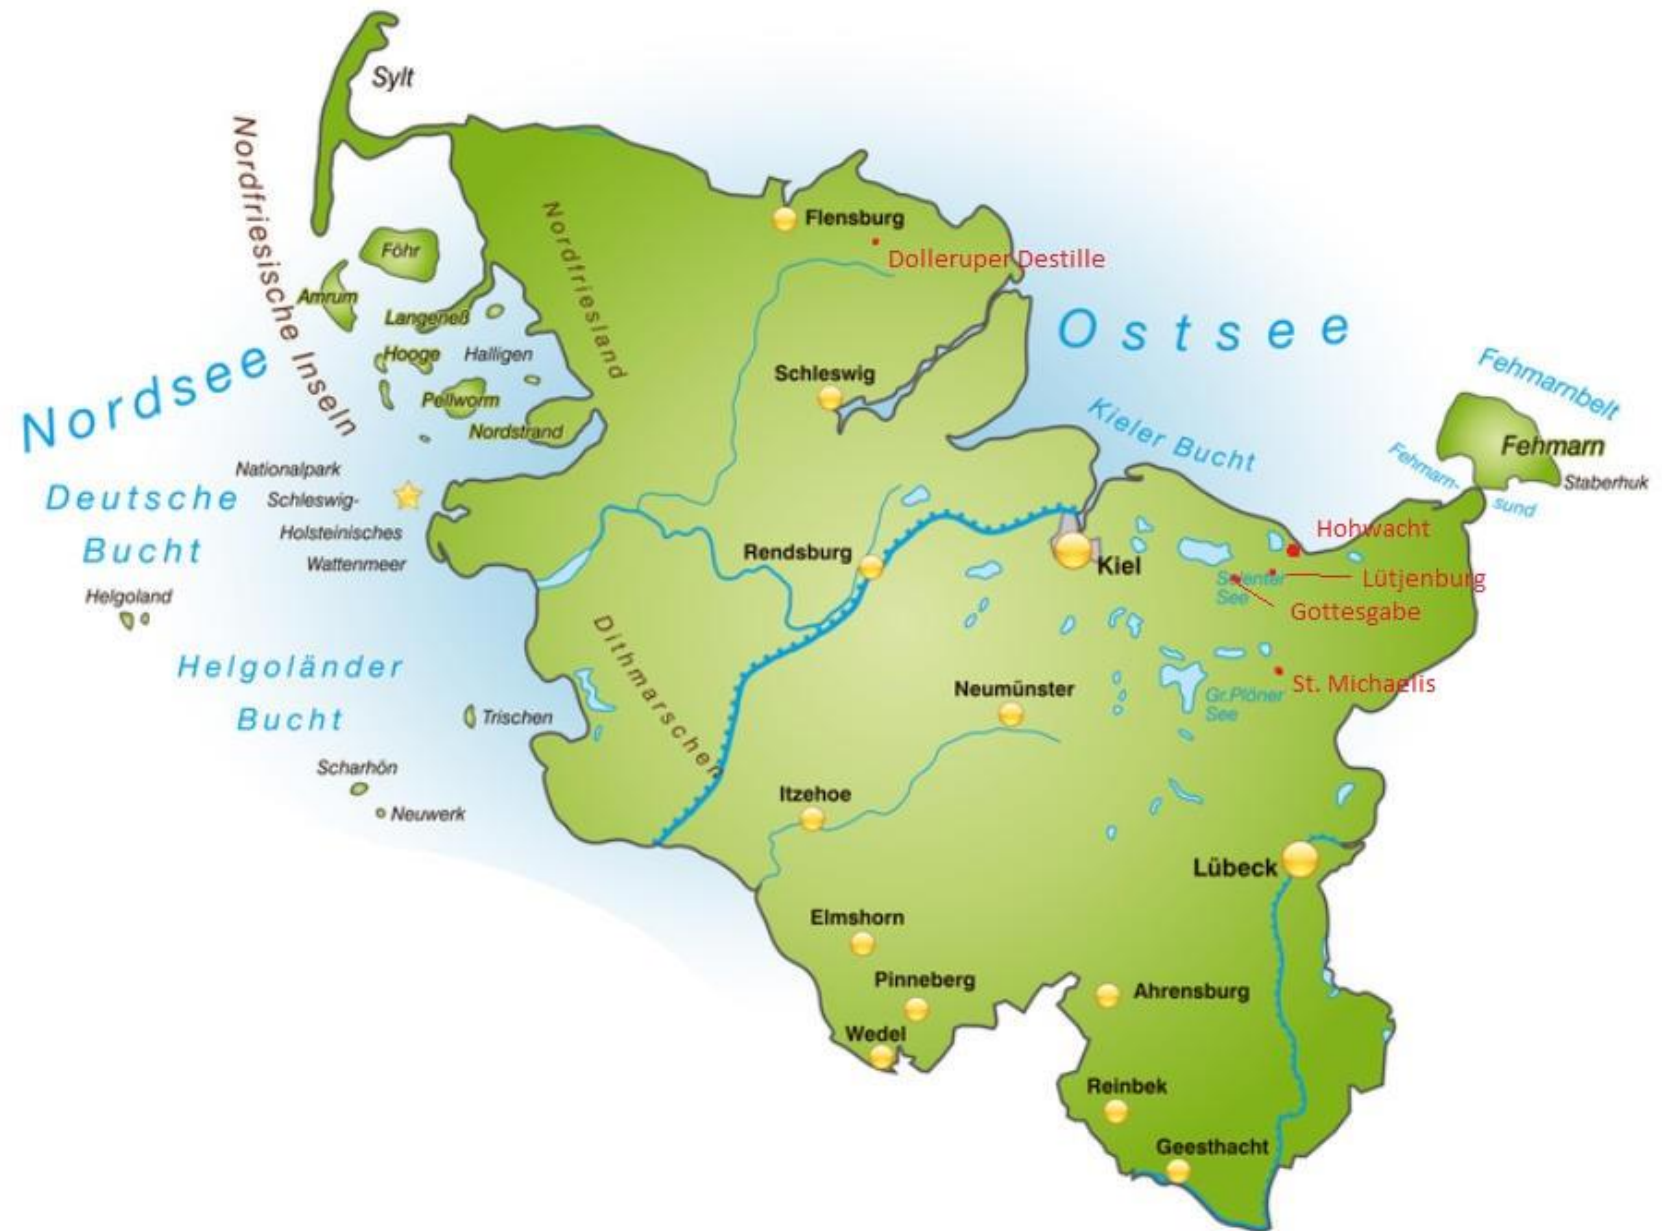 Sylt
Nordfriesische Inseln
Nordfriesland
Flensburg
Dolleruper Destille
Föhr
Amrum
Langeneß
Hooge
Halligen
Pellworm
Nordstrand
Nordsee
Ostsee
Schleswig
Kieler Bucht
Fehmarnbelt
Fehmarn
Staberhuk
Fehmarn-
sund
Nationalpark
Schleswig-
Holsteinisches
Wattenmeer
Deutsche
Bucht
Helgoland
Helgoländer
Bucht
Rendsburg
Kiel
Hohwacht
Selenter
See
Lütjenburg
Gottesgabe
Dithmarschen
Neumünster
St. Michaelis
Gr.Plöner
See
Trischen
Scharhörn
Neuwerk
Itzehoe
Lübeck
Elmshorn
Pinneberg
Ahrensburg
Wedel
Reinbek
Geesthacht